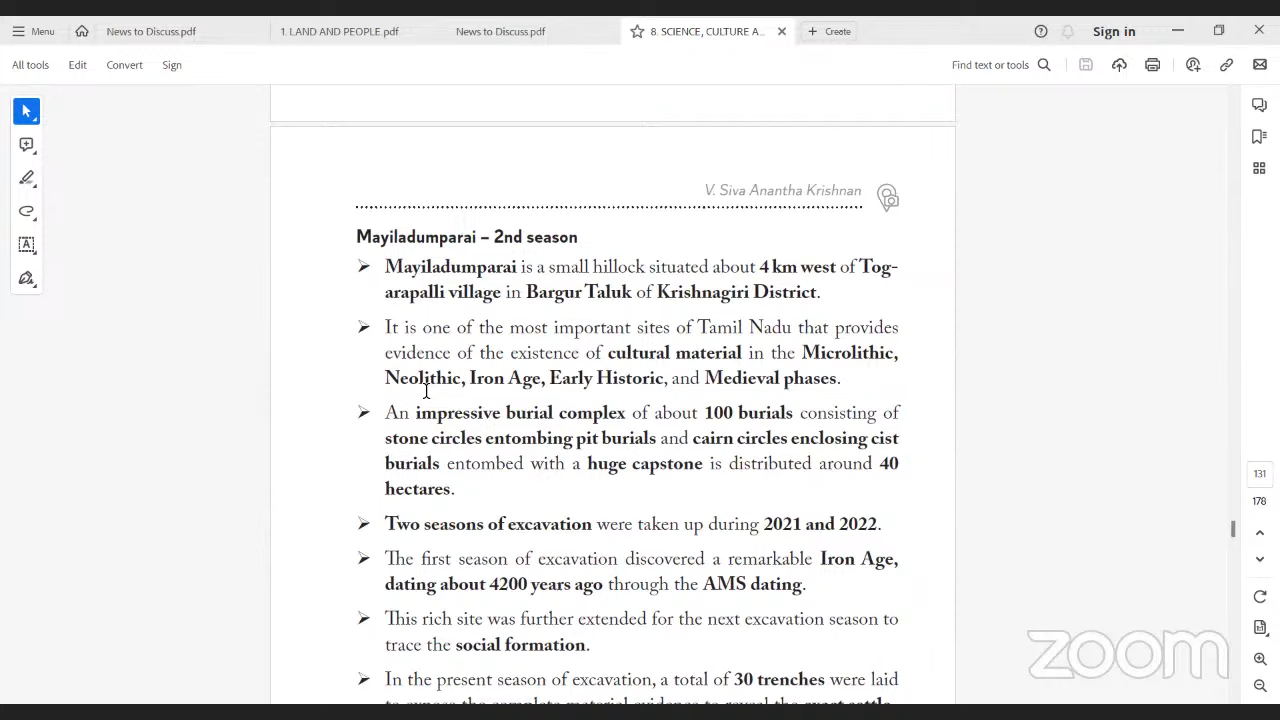 Menu
News to Discuss.pdf
1. LAND AND PEOPLE.pdf
News to Discuss.pdf
8. SCIENCE, CULTURE A...
Create
Sign in
All tools
Edit
Convert
Sign
Find text or tools
V. Siva Anantha Krishnan
Mayiladumparai – 2nd season
➢ Mayiladumparai is a small hillock situated about 4 km west of Tog-
arapalli village in Bargur Taluk of Krishnagiri District.
➢ It is one of the most important sites of Tamil Nadu that provides
evidence of the existence of cultural material in the Microlithic,
Neolithic, Iron Age, Early Historic, and Medieval phases.
➢ An impressive burial complex of about 100 burials consisting of
stone circles entombing pit burials and cairn circles enclosing cist
burials entombed with a huge capstone is distributed around 40
hectares.
➢ Two seasons of excavation were taken up during 2021 and 2022.
➢ The first season of excavation discovered a remarkable Iron Age,
dating about 4200 years ago through the AMS dating.
➢ This rich site was further extended for the next excavation season to
trace the social formation.
➢ In the present season of excavation, a total of 30 trenches were laid
to expose the complete material evidence to reveal the
131
178
zoom